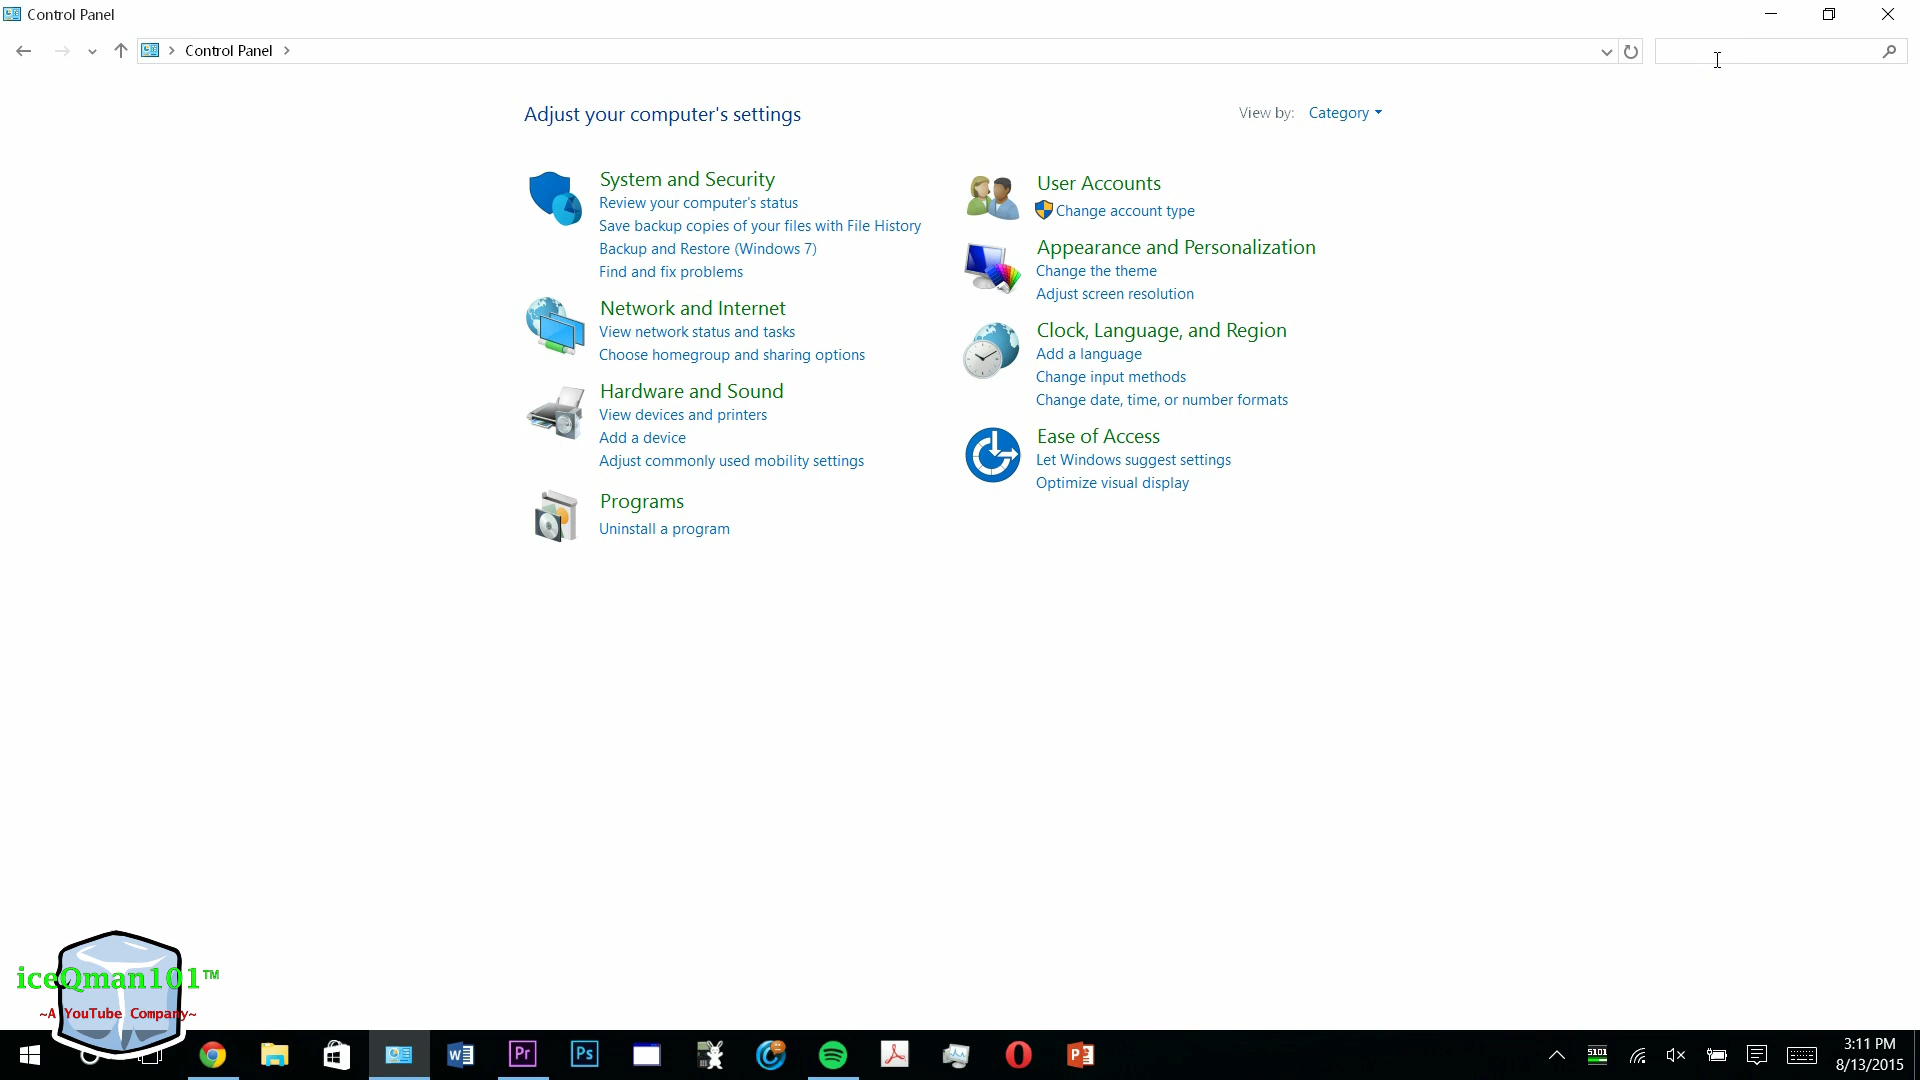 Control Panel
Control Panel
Adjust your computer's settings
View by: Category
System and Security
Review your computer's status
Save backup copies of your files with File History
Backup and Restore (Windows 7)
Find and fix problems
Network and Internet
View network status and tasks
Choose homegroup and sharing options
Hardware and Sound
View devices and printers
Add a device
Adjust commonly used mobility settings
Programs
Uninstall a program
User Accounts
Change account type
Appearance and Personalization
Change the theme
Adjust screen resolution
Clock, Language, and Region
Add a language
Change input methods
Change date, time, or number formats
Ease of Access
Let Windows suggest settings
Optimize visual display
iceQman101™
~A YouTube Company~
Pr
Ps
5101
3:11 PM
8/13/2015